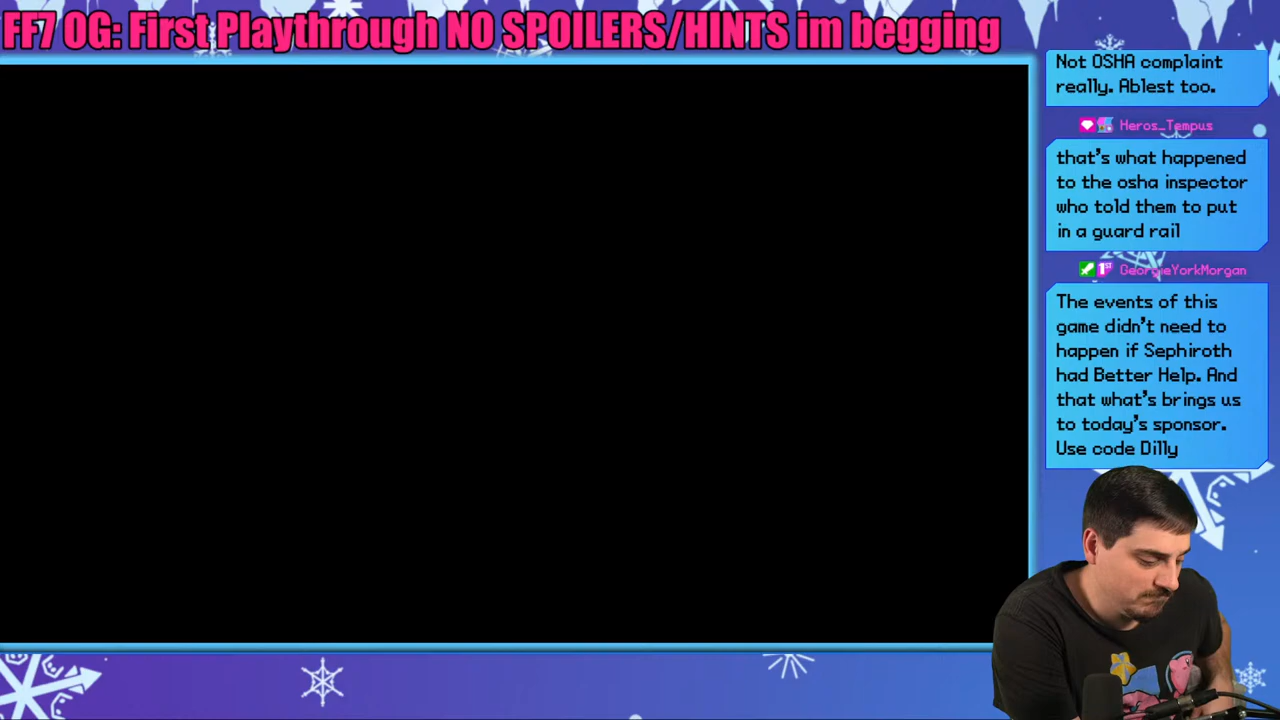 FF7 OG: First Playthrough NO SPOILERS/HINTS im begging
Not OSHA complaint
really. Ablest too.
Heros_Tempus
that's what happened
to the osha inspector
who told them to put
in a guard rail
GeorgieYorkMorgan
The events of this
game didn't need to
happen if Sephiroth
had Better Help. And
that what's brings us
to today's sponsor.
Use code Dilly